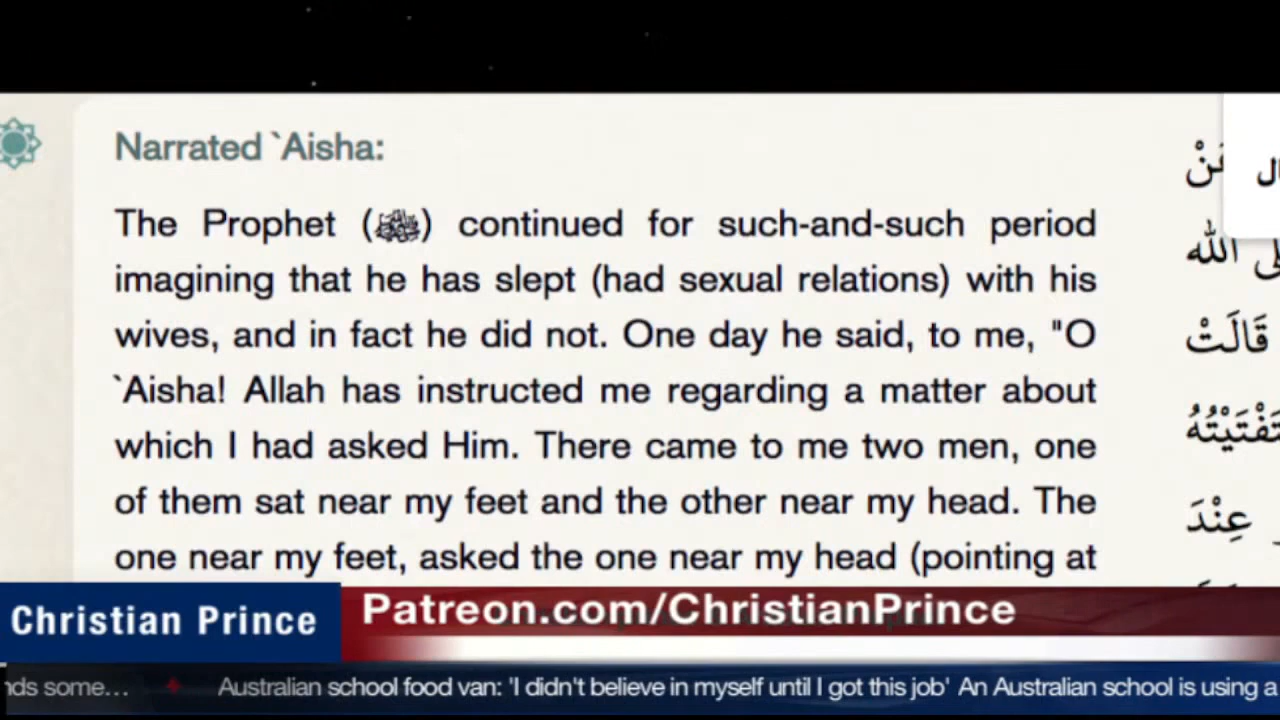 Narrated `Aisha:
The Prophet (ﷺ) continued for such-and-such period
imagining that he has slept (had sexual relations) with his
wives, and in fact he did not. One day he said, to me, "O
`Aisha! Allah has instructed me regarding a matter about
which I had asked Him. There came to me two men, one
of them sat near my feet and the other near my head. The
one near my feet, asked the one near my head (pointing at
عَنْ
ال
لَّى الله
قَالَتْ
تَفْتَيْتُهُ
عِنْدَ
Christian Prince
Patreon.com/ChristianPrince
nds some... Australian school food van: 'I didn't believe in myself until I got this job' An Australian school is using a